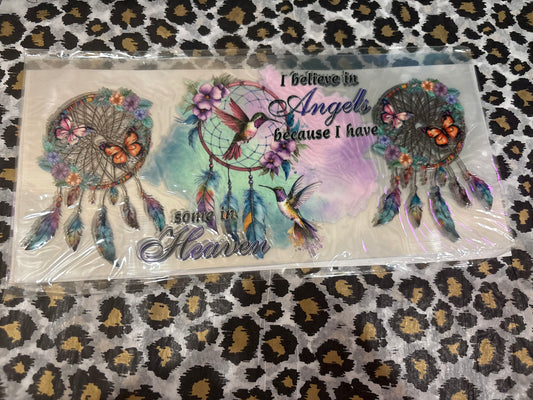 I believe in
Angels
because I have
some in
Heaven